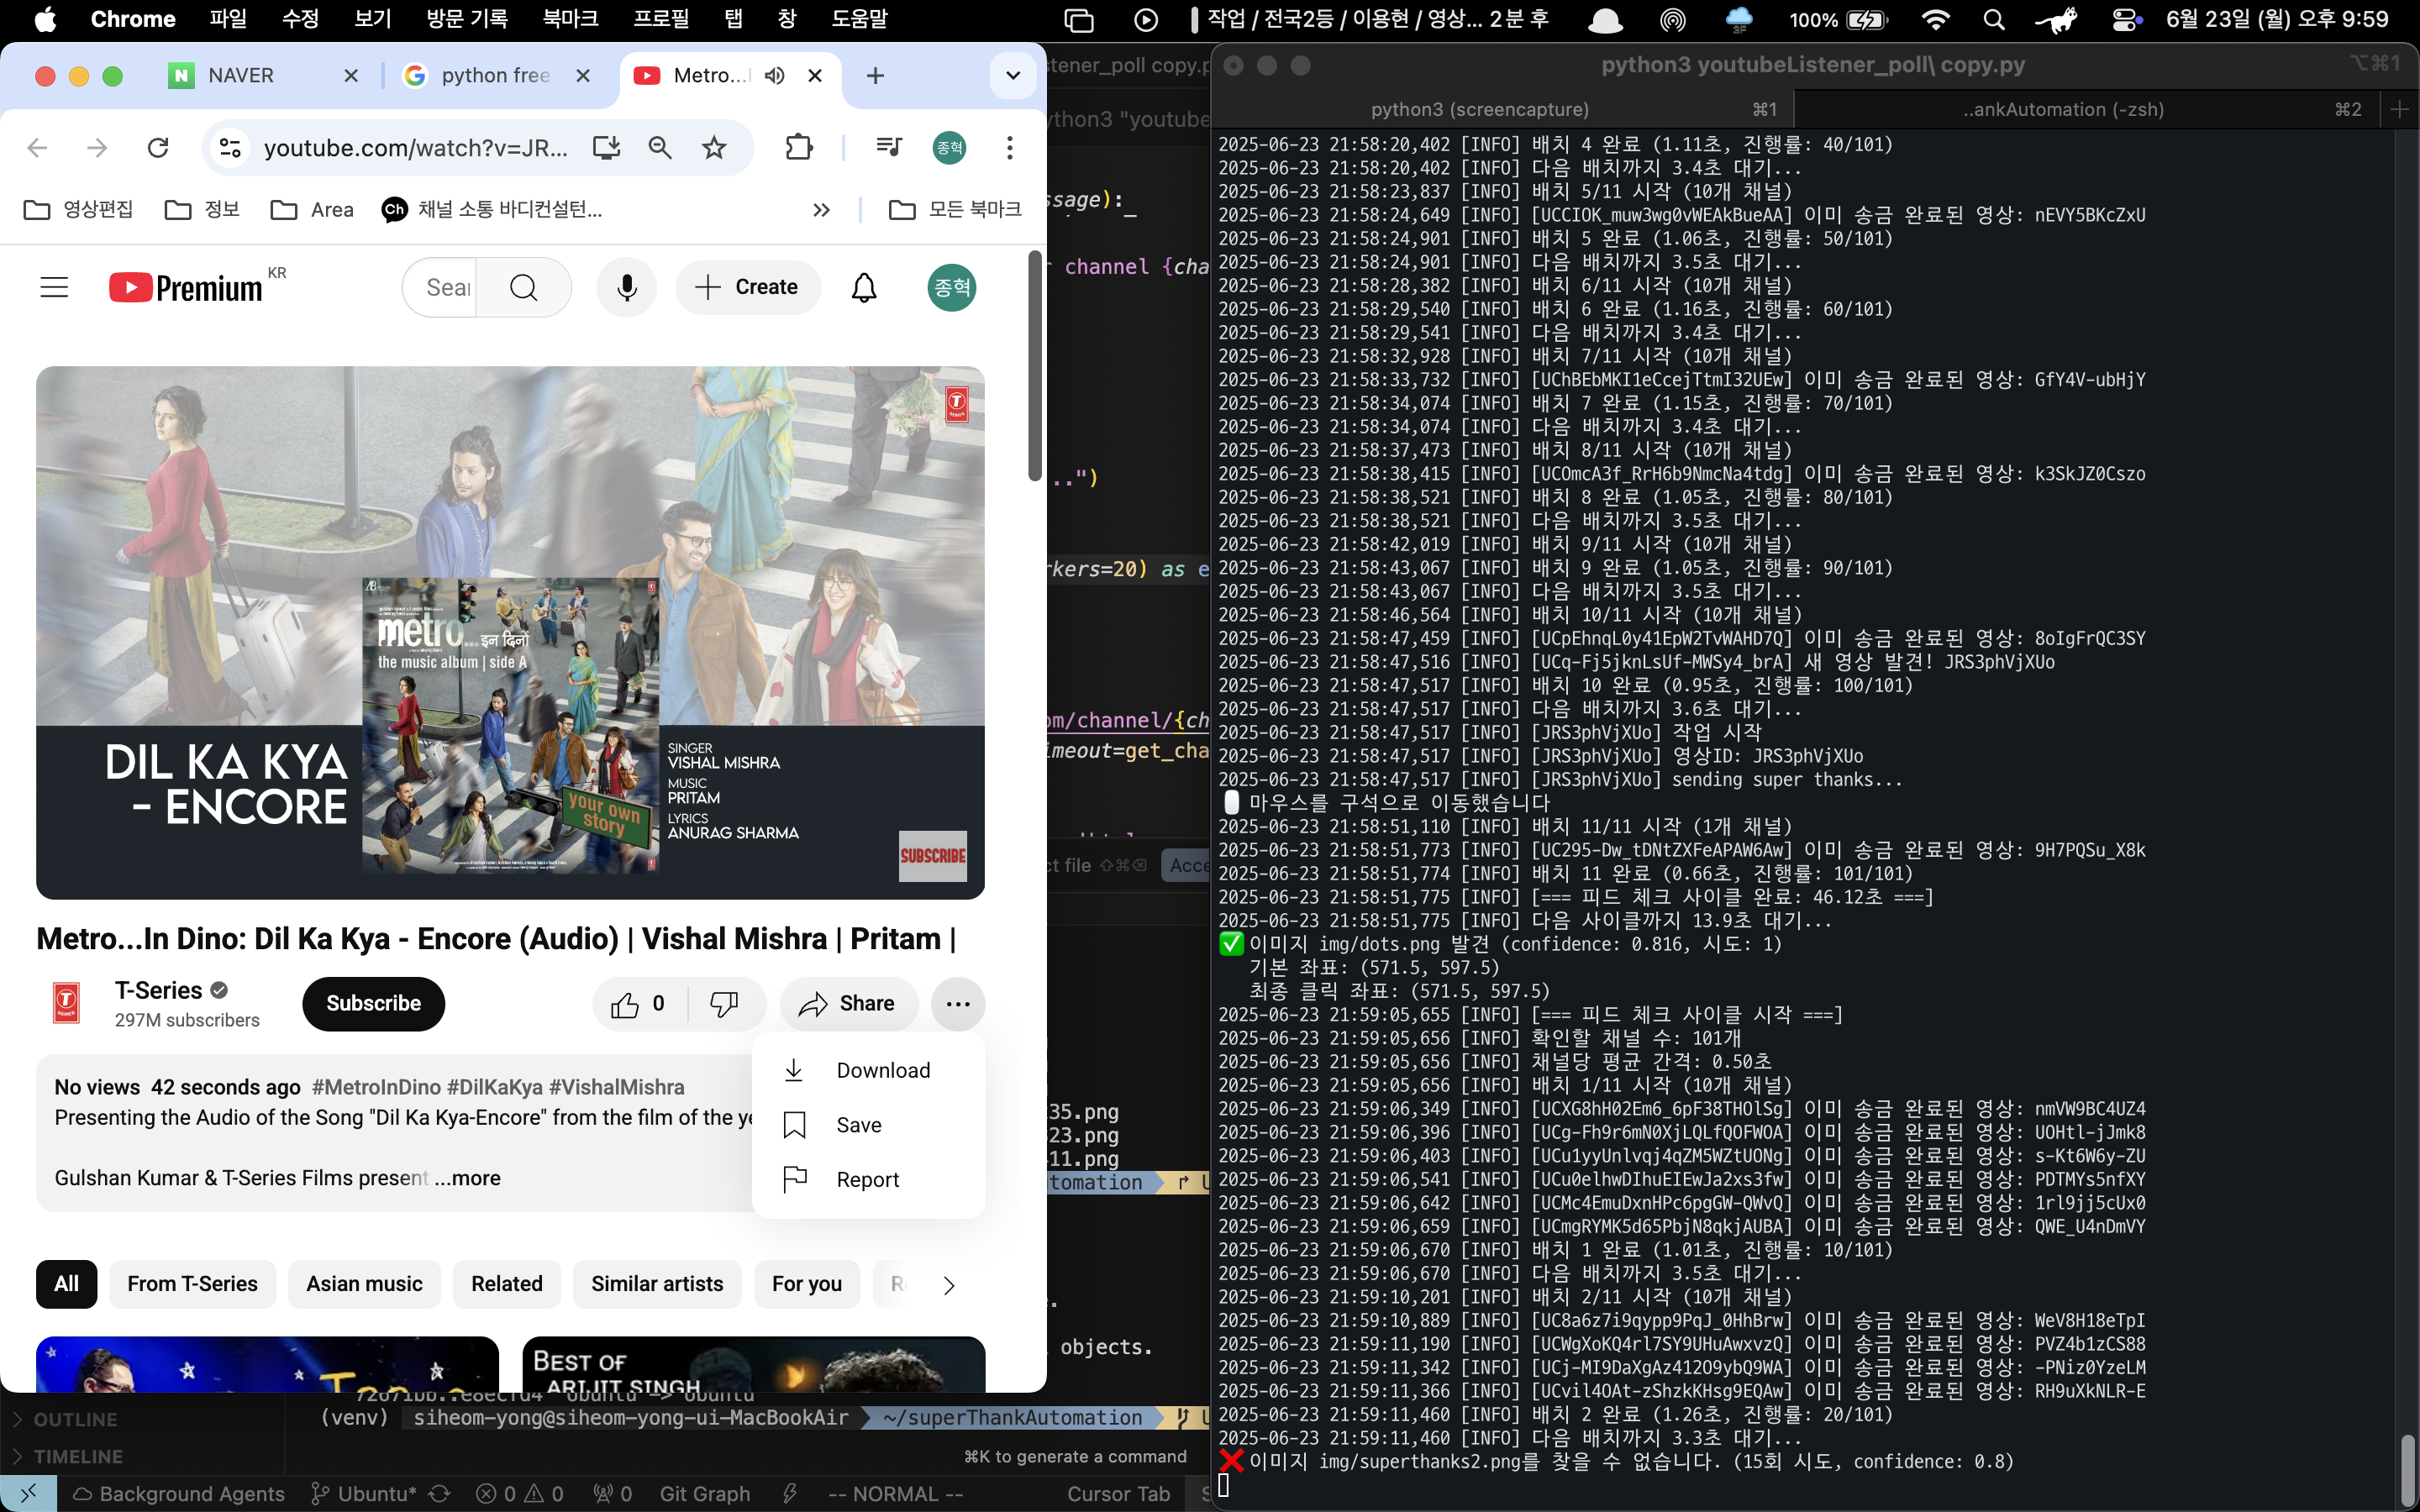 Chrome 파일 수정 보기 방문 기록 북마크 프로필 탭 창 도움말
작업 / 전국2등 / 이용현 / 영상... 2분 후 100% 6월 23일 (월) 오후 9:59
NAVER
python free
Metro...
youtube.com/watch?v=JR...
종혁
영상편집 정보 Area 채널 소통 바디컨설턴... 모든 북마크
Premium KR
Sear
Create
종혁
T SERIES
metro... इन दिनों
the music album | side A
your own story
DIL KA KYA
- ENCORE
SINGER
VISHAL MISHRA
MUSIC
PRITAM
LYRICS
ANURAG SHARMA
SUBSCRIBE
Metro...In Dino: Dil Ka Kya - Encore (Audio) | Vishal Mishra | Pritam |
T-Series
297M subscribers
Subscribe
0
Share
Download
Save
Report
No views 42 seconds ago #MetroInDino #DilKaKya #VishalMishra
Presenting the Audio of the Song "Dil Ka Kya-Encore" from the film of the ye
Gulshan Kumar & T-Series Films present ...more
All From T-Series Asian music Related Similar artists For you
BEST OF
ARIJIT SINGH
stener_poll copy.p
ython3 "youtube
ssage):
r channel {cha
..")
rkers=20) as e
om/channel/{ch
imeout=get_cha
ct file Acce
35.png
23.png
11.png
tomation
objects.
(venv) siheom-yong@siheom-yong-ui-MacBookAir ~/superThankAutomation
OUTLINE
TIMELINE
⌘K to generate a command
Background Agents Ubuntu* 0 0 0 Git Graph -- NORMAL -- Cursor Tab
python3 youtubeListener_poll\ copy.py ⌥⌘1
python3 (screencapture) ⌘1 ..ankAutomation (-zsh) ⌘2
2025-06-23 21:58:20,402 [INFO] 배치 4 완료 (1.11초, 진행률: 40/101)
2025-06-23 21:58:20,402 [INFO] 다음 배치까지 3.4초 대기...
2025-06-23 21:58:23,837 [INFO] 배치 5/11 시작 (10개 채널)
2025-06-23 21:58:24,649 [INFO] [UCCIOK_muw3wg0vWEAkBueAA] 이미 송금 완료된 영상: nEVY5BKcZxU
2025-06-23 21:58:24,901 [INFO] 배치 5 완료 (1.06초, 진행률: 50/101)
2025-06-23 21:58:24,901 [INFO] 다음 배치까지 3.5초 대기...
2025-06-23 21:58:28,382 [INFO] 배치 6/11 시작 (10개 채널)
2025-06-23 21:58:29,540 [INFO] 배치 6 완료 (1.16초, 진행률: 60/101)
2025-06-23 21:58:29,541 [INFO] 다음 배치까지 3.4초 대기...
2025-06-23 21:58:32,928 [INFO] 배치 7/11 시작 (10개 채널)
2025-06-23 21:58:33,732 [INFO] [UChBEbMKI1eCcejTtmI32UEw] 이미 송금 완료된 영상: GfY4V-ubHjY
2025-06-23 21:58:34,074 [INFO] 배치 7 완료 (1.15초, 진행률: 70/101)
2025-06-23 21:58:34,074 [INFO] 다음 배치까지 3.4초 대기...
2025-06-23 21:58:37,473 [INFO] 배치 8/11 시작 (10개 채널)
2025-06-23 21:58:38,415 [INFO] [UCOmcA3f_RrH6b9NmcNa4tdg] 이미 송금 완료된 영상: k3SkJZ0Cszo
2025-06-23 21:58:38,521 [INFO] 배치 8 완료 (1.05초, 진행률: 80/101)
2025-06-23 21:58:38,521 [INFO] 다음 배치까지 3.5초 대기...
2025-06-23 21:58:42,019 [INFO] 배치 9/11 시작 (10개 채널)
2025-06-23 21:58:43,067 [INFO] 배치 9 완료 (1.05초, 진행률: 90/101)
2025-06-23 21:58:43,067 [INFO] 다음 배치까지 3.5초 대기...
2025-06-23 21:58:46,564 [INFO] 배치 10/11 시작 (10개 채널)
2025-06-23 21:58:47,459 [INFO] [UCpEhnqL0y41EpW2TvWAHD7Q] 이미 송금 완료된 영상: 8oIgFrQC3SY
2025-06-23 21:58:47,516 [INFO] [UCq-Fj5jknLsUf-MWSy4_brA] 새 영상 발견! JRS3phVjXUo
2025-06-23 21:58:47,517 [INFO] 배치 10 완료 (0.95초, 진행률: 100/101)
2025-06-23 21:58:47,517 [INFO] 다음 배치까지 3.6초 대기...
2025-06-23 21:58:47,517 [INFO] [JRS3phVjXUo] 작업 시작
2025-06-23 21:58:47,517 [INFO] [JRS3phVjXUo] 영상ID: JRS3phVjXUo
2025-06-23 21:58:47,517 [INFO] [JRS3phVjXUo] sending super thanks...
마우스를 구석으로 이동했습니다
2025-06-23 21:58:51,110 [INFO] 배치 11/11 시작 (1개 채널)
2025-06-23 21:58:51,773 [INFO] [UC295-Dw_tDNtZXFeAPAW6Aw] 이미 송금 완료된 영상: 9H7PQSu_X8k
2025-06-23 21:58:51,774 [INFO] 배치 11 완료 (0.66초, 진행률: 101/101)
2025-06-23 21:58:51,775 [INFO] [=== 피드 체크 사이클 완료: 46.12초 ===]
2025-06-23 21:58:51,775 [INFO] 다음 사이클까지 13.9초 대기...
✅ 이미지 img/dots.png 발견 (confidence: 0.816, 시도: 1)
기본 좌표: (571.5, 597.5)
최종 클릭 좌표: (571.5, 597.5)
2025-06-23 21:59:05,655 [INFO] [=== 피드 체크 사이클 시작 ===]
2025-06-23 21:59:05,656 [INFO] 확인할 채널 수: 101개
2025-06-23 21:59:05,656 [INFO] 채널당 평균 간격: 0.50초
2025-06-23 21:59:05,656 [INFO] 배치 1/11 시작 (10개 채널)
2025-06-23 21:59:06,349 [INFO] [UCXG8hH02Em6_6pF38THOlSg] 이미 송금 완료된 영상: nmVW9BC4UZ4
2025-06-23 21:59:06,396 [INFO] [UCg-Fh9r6mN0XjLQLfQOFWOA] 이미 송금 완료된 영상: UOHtl-jJmk8
2025-06-23 21:59:06,403 [INFO] [UCu1yyUnlvqj4qZM5WZtUONg] 이미 송금 완료된 영상: s-Kt6W6y-ZU
2025-06-23 21:59:06,541 [INFO] [UCu0elhwDIhuEIEwJa2xs3fw] 이미 송금 완료된 영상: PDTMYs5nfXY
2025-06-23 21:59:06,642 [INFO] [UCMc4EmuDxnHPc6pgGW-QWvQ] 이미 송금 완료된 영상: 1rl9jj5cUx0
2025-06-23 21:59:06,659 [INFO] [UCmgRYMK5d65PbjN8qkjAUBA] 이미 송금 완료된 영상: QWE_U4nDmVY
2025-06-23 21:59:06,670 [INFO] 배치 1 완료 (1.01초, 진행률: 10/101)
2025-06-23 21:59:06,670 [INFO] 다음 배치까지 3.5초 대기...
2025-06-23 21:59:10,201 [INFO] 배치 2/11 시작 (10개 채널)
2025-06-23 21:59:10,889 [INFO] [UC8a6z7i9qypp9PqJ_0HhBrw] 이미 송금 완료된 영상: WeV8H18eTpI
2025-06-23 21:59:11,190 [INFO] [UCWgXoKQ4rl7SY9UHuAwxvzQ] 이미 송금 완료된 영상: PVZ4b1zCS88
2025-06-23 21:59:11,342 [INFO] [UCj-MI9DaXgAz412O9ybQ9WA] 이미 송금 완료된 영상: -PNiz0YzeLM
2025-06-23 21:59:11,366 [INFO] [UCvil4OAt-zShzkKHsg9EQAw] 이미 송금 완료된 영상: RH9uXkNLR-E
2025-06-23 21:59:11,460 [INFO] 배치 2 완료 (1.26초, 진행률: 20/101)
2025-06-23 21:59:11,460 [INFO] 다음 배치까지 3.3초 대기...
❌ 이미지 img/superthanks2.png를 찾을 수 없습니다. (15회 시도, confidence: 0.8)